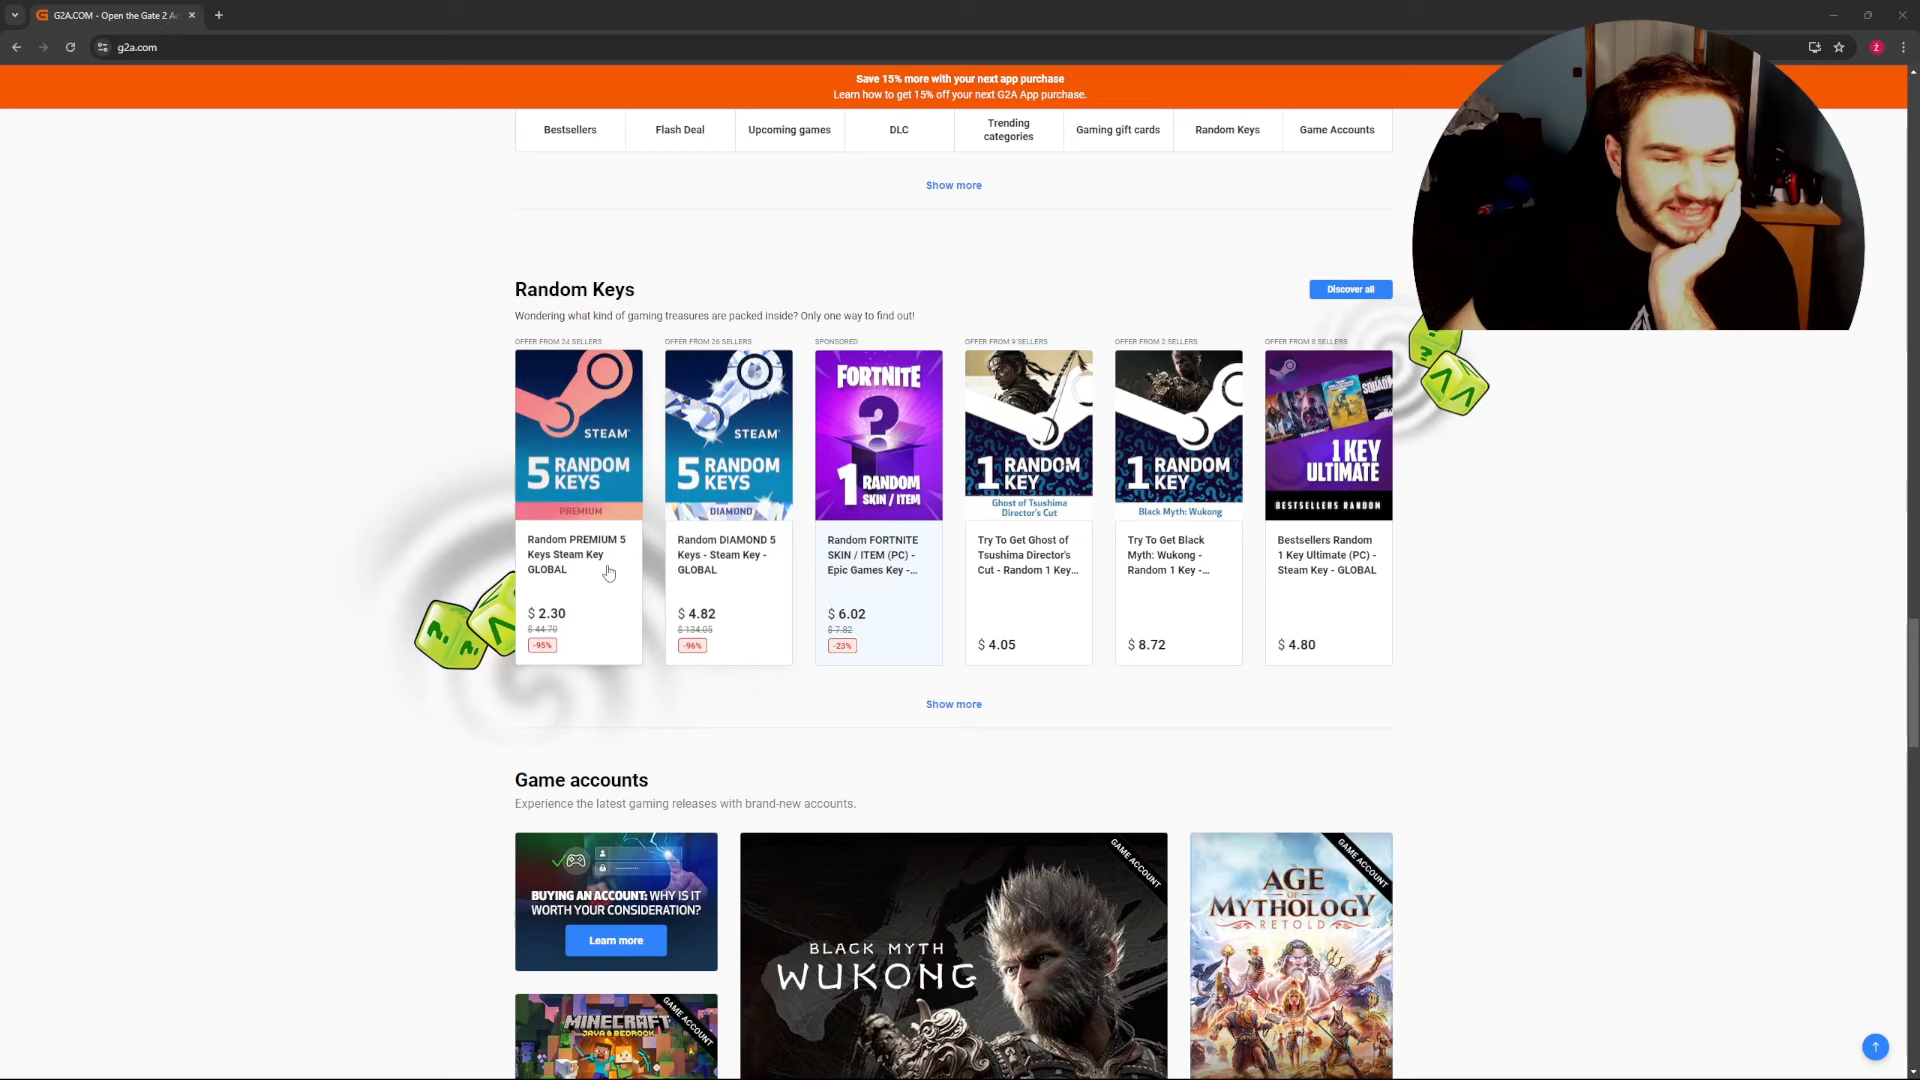 G2A.COM - Open the Gate 2 A
g2a.com
ž
Save 15% more with your next app purchase
Learn how to get 15% off your next G2A App purchase.
Bestsellers
Flash Deal
Upcoming games
DLC
Trending
categories
Gaming gift cards
Random Keys
Game Accounts
Show more
Random Keys
Discover all
Wondering what kind of gaming treasures are packed inside? Only one way to find out!
OFFER FROM 24 SELLERS
STEAM
5 RANDOM
KEYS
PREMIUM
Random PREMIUM 5
Keys Steam Key
GLOBAL
$ 2.30
$ 44.70
-95%
OFFER FROM 26 SELLERS
STEAM
5 RANDOM
KEYS
DIAMOND
Random DIAMOND 5
Keys - Steam Key -
GLOBAL
$ 4.82
$ 134.05
-96%
SPONSORED
FORTNITE
?
1 RANDOM
SKIN / ITEM
Random FORTNITE
SKIN / ITEM (PC) -
Epic Games Key -...
$ 6.02
$ 7.82
-23%
OFFER FROM 9 SELLERS
1 RANDOM
KEY
Ghost of Tsushima
Director's Cut
Try To Get Ghost of
Tsushima Director's
Cut - Random 1 Key...
$ 4.05
OFFER FROM 2 SELLERS
1 RANDOM
KEY
Black Myth: Wukong
Try To Get Black
Myth: Wukong -
Random 1 Key -...
$ 8.72
OFFER FROM 8 SELLERS
SQUAD
1 KEY
ULTIMATE
BESTSELLERS RANDOM
Bestsellers Random
1 Key Ultimate (PC) -
Steam Key - GLOBAL
$ 4.80
Show more
Game accounts
Experience the latest gaming releases with brand-new accounts.
BUYING AN ACCOUNT: WHY IS IT
WORTH YOUR CONSIDERATION?
Learn more
GAME ACCOUNT
MINECRAFT
JAVA & BEDROCK
GAME ACCOUNT
BLACK MYTH
WUKONG
GAME ACCOUNT
AGE
OF
MYTHOLOGY
RETOLD